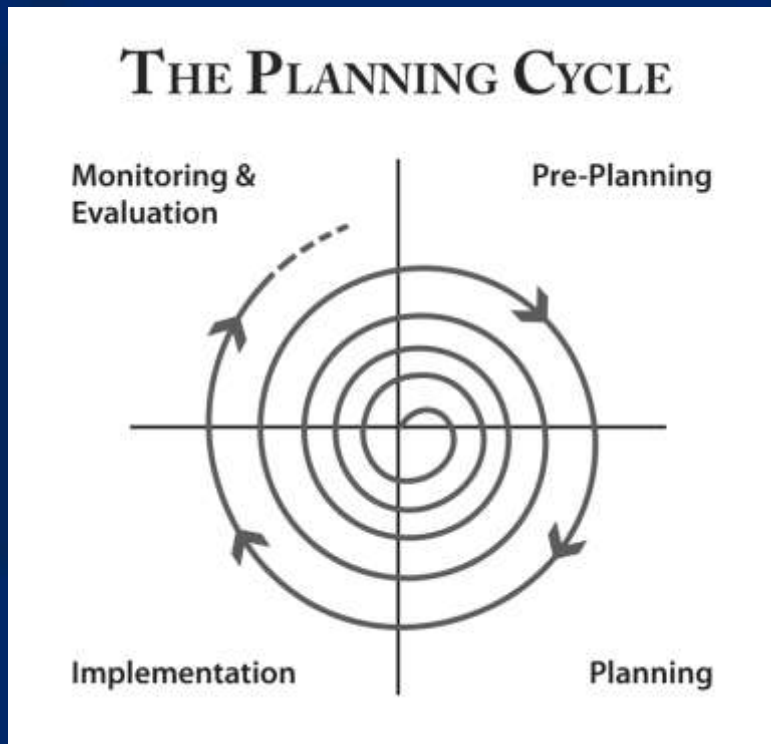 THE PLANNING CYCLE
Monitoring &
Evaluation
Pre-Planning
Implementation
Planning